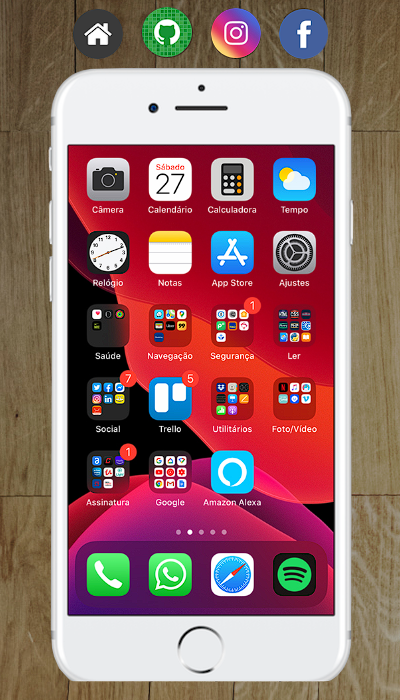 Sábado
27
Câmera
Calendário
Calculadora
Tempo
12
Relógio
Notas
App Store
Ajustes
1
Saúde
Navegação
Segurança
Ler
7
5
Social
Trello
Utilitários
Foto/Vídeo
1
Assinatura
Google
Amazon Alexa